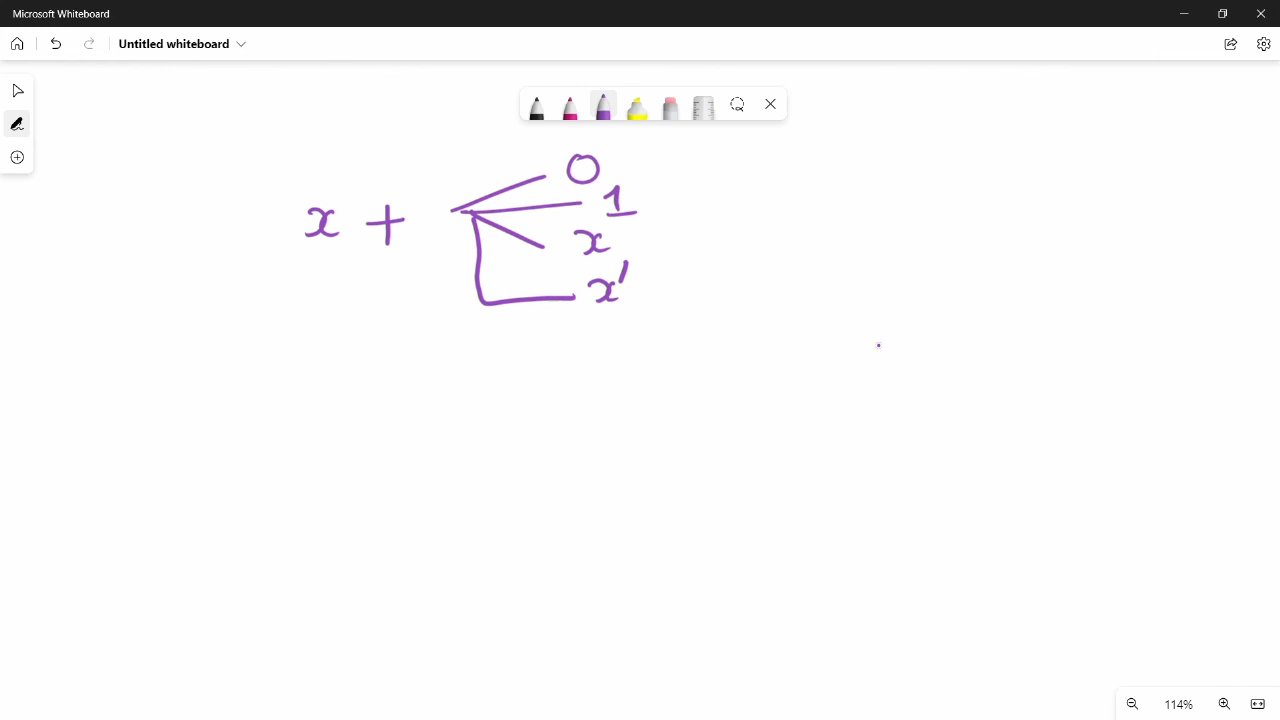 Microsoft Whiteboard
Untitled whiteboard
0
x + 1
x
x'
114%